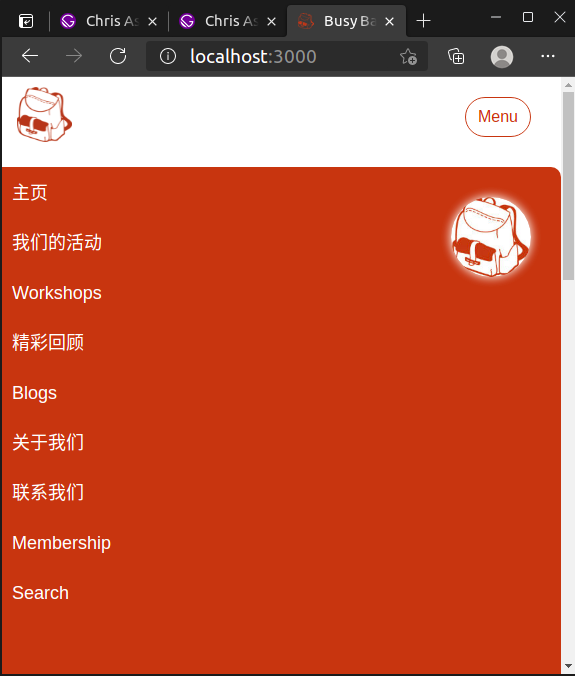 Chris As
Chris As
Busy Ba
localhost:3000
Menu
主页
我们的活动
Workshops
精彩回顾
Blogs
关于我们
联系我们
Membership
Search